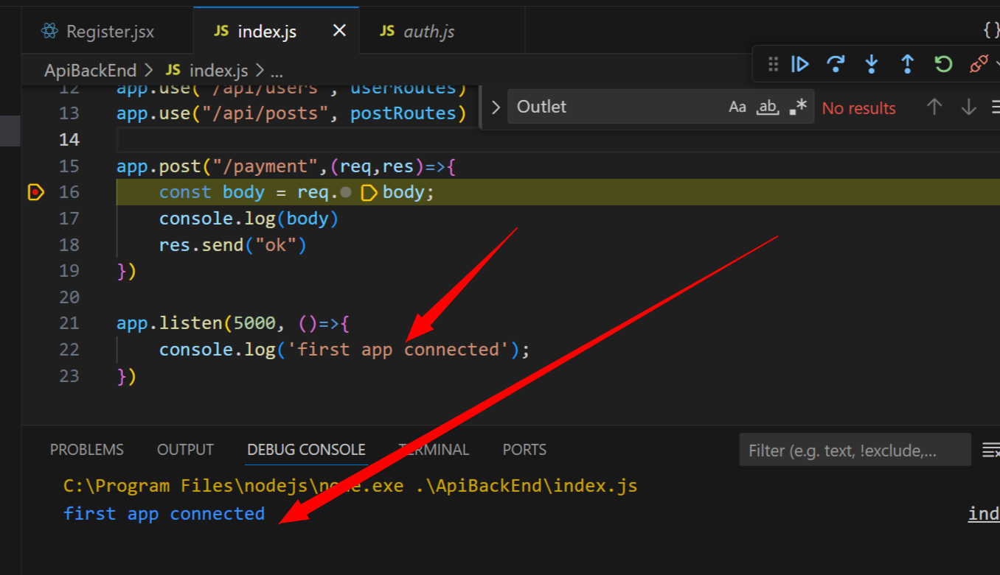 Register.jsx
JS index.js
JS auth.js
{}
ApiBackEnd > JS index.js > ...
12 app.use("/api/users", userRoutes)
13 app.use("/api/posts", postRoutes)
Outlet Aa ab .* No results
14
15 app.post("/payment",(req,res)=>{
16 const body = req. body;
17 console.log(body)
18 res.send("ok")
19 })
20
21 app.listen(5000, ()=>{
22 console.log('first app connected');
23 })
PROBLEMS OUTPUT DEBUG CONSOLE TERMINAL PORTS Filter (e.g. text, !exclude,...
C:\Program Files\nodejs\node.exe .\ApiBackEnd\index.js
first app connected ind